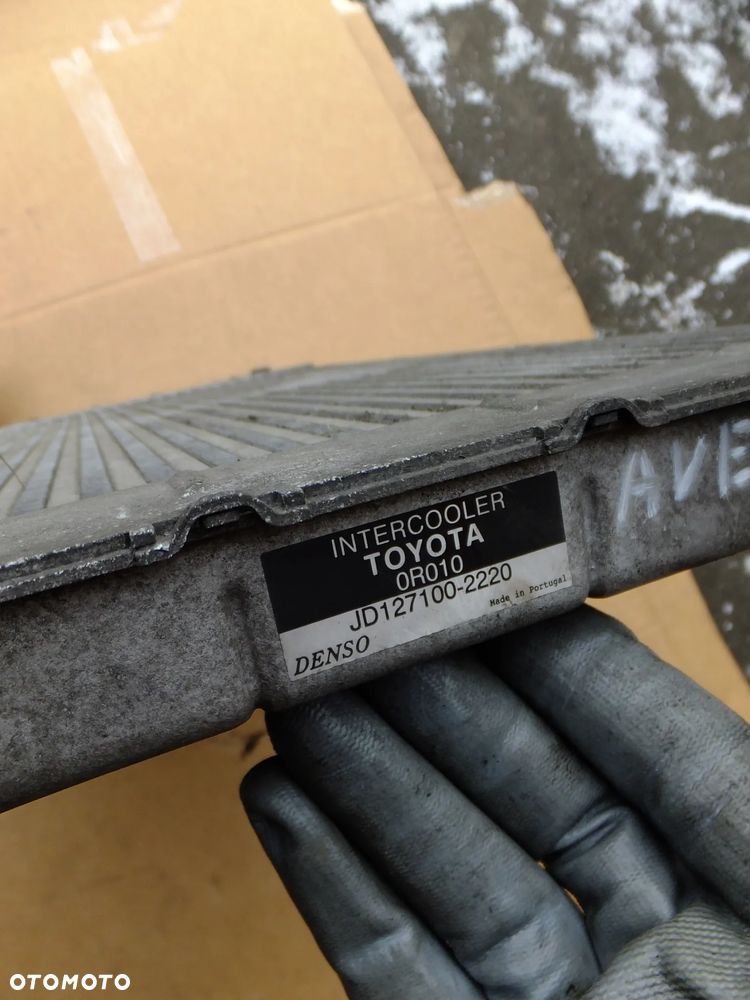 AVE
INTERCOOLER
TOYOTA
0R010
JD127100-2220
DENSO
Made in Portugal
OTOMOTO